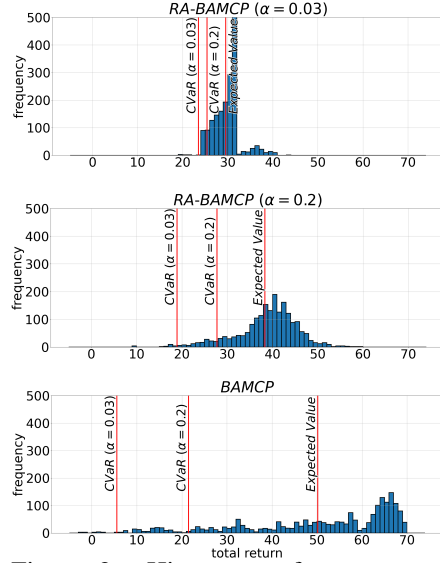 RA-BAMCP (α = 0.03)
500
400
300
200
100
0
frequency
CVaR (α = 0.03)
CVaR (α = 0.2)
Expected Value
0 10 20 30 40 50 60 70
RA-BAMCP (α = 0.2)
500
400
300
200
100
0
frequency
CVaR (α = 0.03)
CVaR (α = 0.2)
Expected Value
0 10 20 30 40 50 60 70
BAMCP
500
400
300
200
100
0
frequency
CVaR (α = 0.03)
CVaR (α = 0.2)
Expected Value
0 10 20 30 40 50 60 70
total return